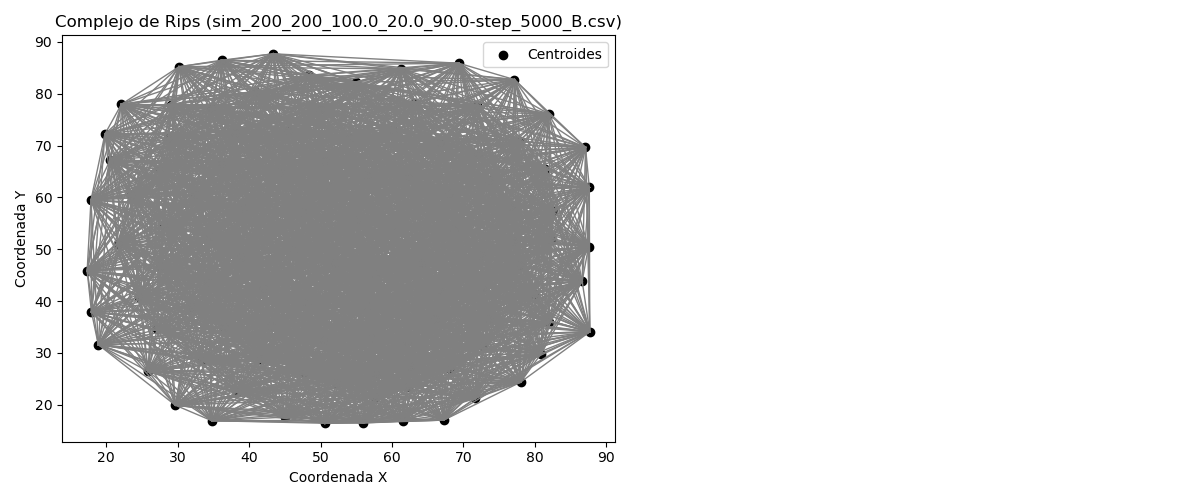 Complejo de Rips (sim_200_200_100.0_20.0_90.0-step_5000_B.csv)
Centroides
90
80
70
60
50
40
30
20
Coordenada Y
20 30 40 50 60 70 80 90
Coordenada X